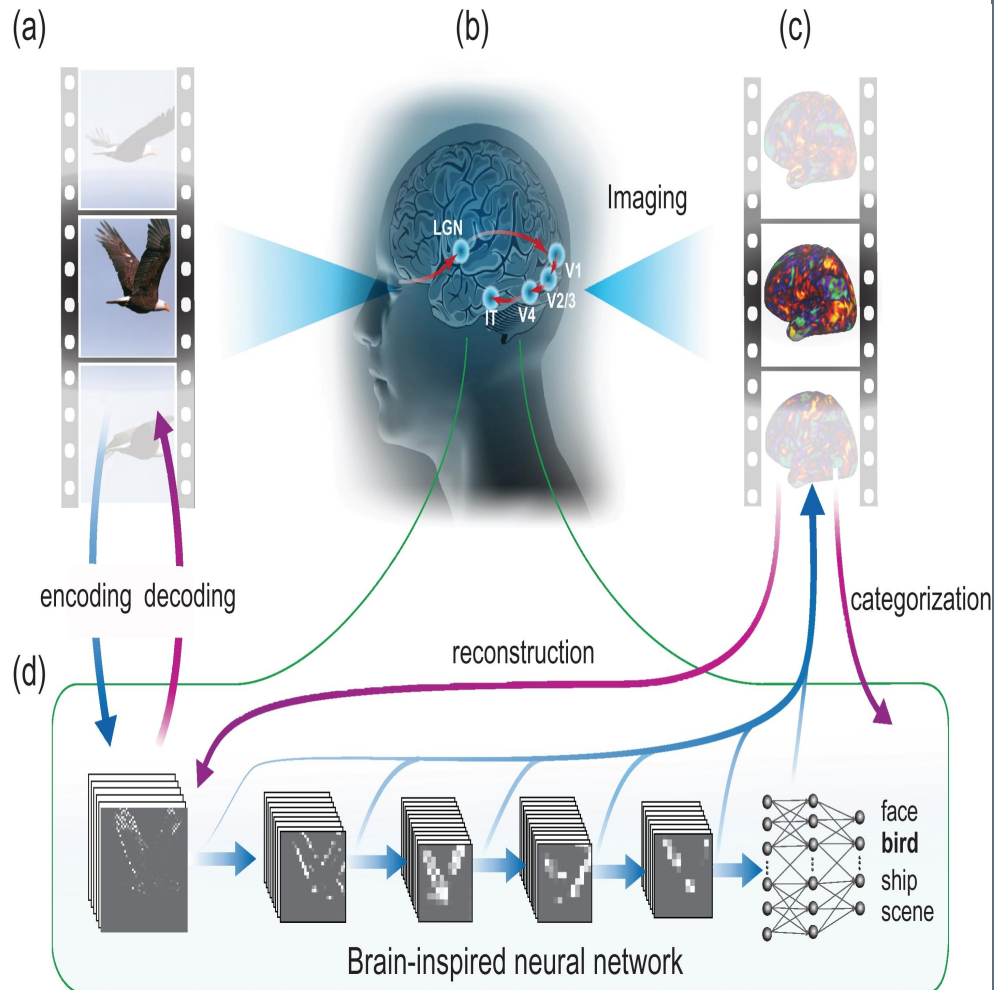 (a)
(b)
(c)
Imaging
LGN
V1
V2/3
V4
IT
encoding decoding
categorization
reconstruction
(d)
face
bird
ship
scene
Brain-inspired neural network